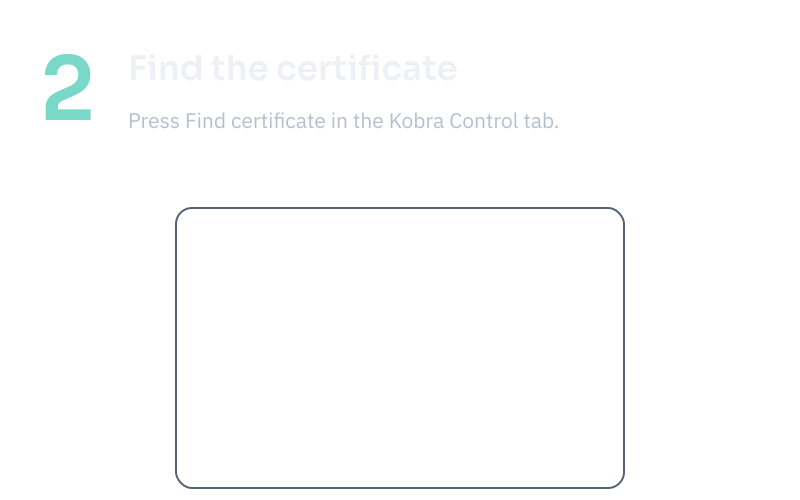 2
Find the certificate
Press Find certificate in the Kobra Control tab.